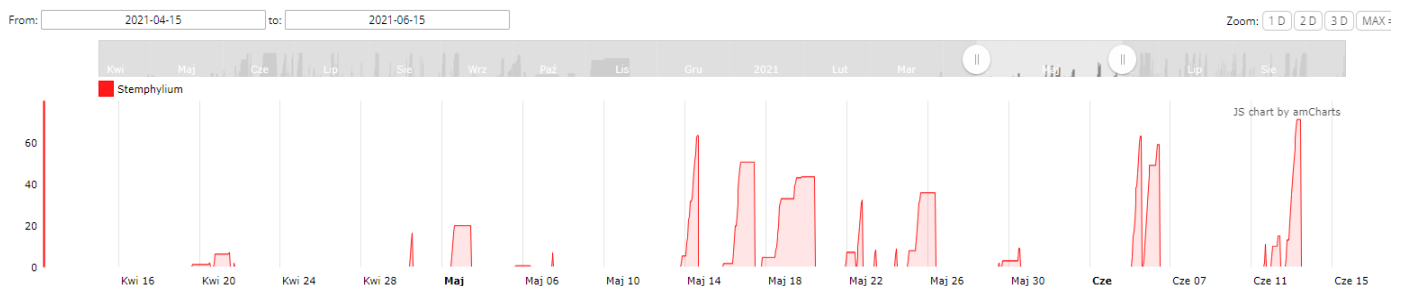 From: 2021-04-15 to: 2021-06-15 Zoom: 1 D 2 D 3 D MAX
Kwi Maj Cze Lip Sie Wrz Paź Lis Gru 2021 Lut Mar Maj Lip Sie
Stemphylium
JS chart by amCharts
60
40
20
0
Kwi 16 Kwi 20 Kwi 24 Kwi 28 Maj Maj 06 Maj 10 Maj 14 Maj 18 Maj 22 Maj 26 Maj 30 Cze Cze 07 Cze 11 Cze 15